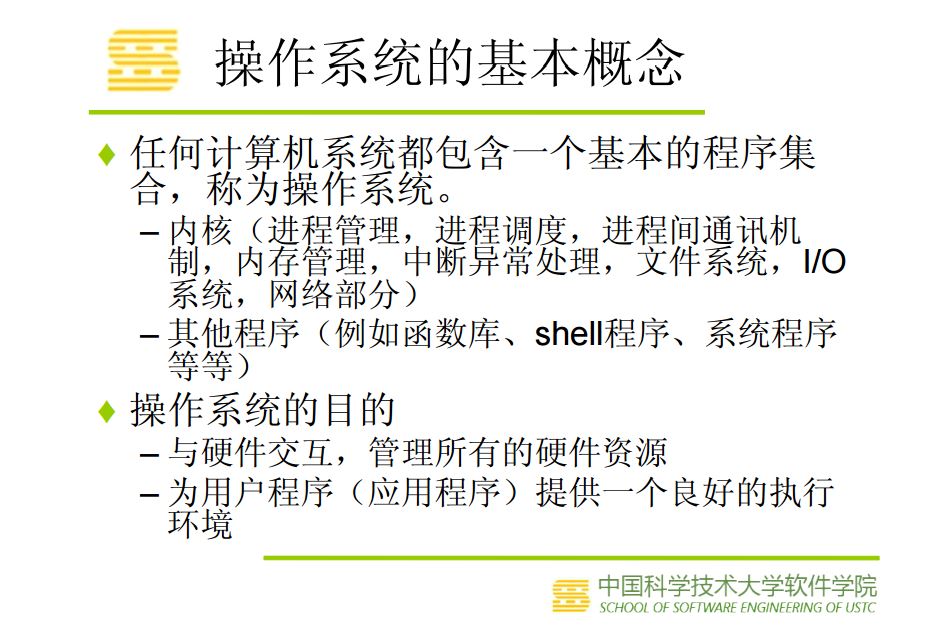 操作系统的基本概念
♦ 任何计算机系统都包含一个基本的程序集
合，称为操作系统。
– 内核（进程管理，进程调度，进程间通讯机
制，内存管理，中断异常处理，文件系统，I/O
系统，网络部分）
– 其他程序（例如函数库、shell程序、系统程序
等等）
♦ 操作系统的目的
– 与硬件交互，管理所有的硬件资源
– 为用户程序（应用程序）提供一个良好的执行
环境
中国科学技术大学软件学院
SCHOOL OF SOFTWARE ENGINEERING OF USTC